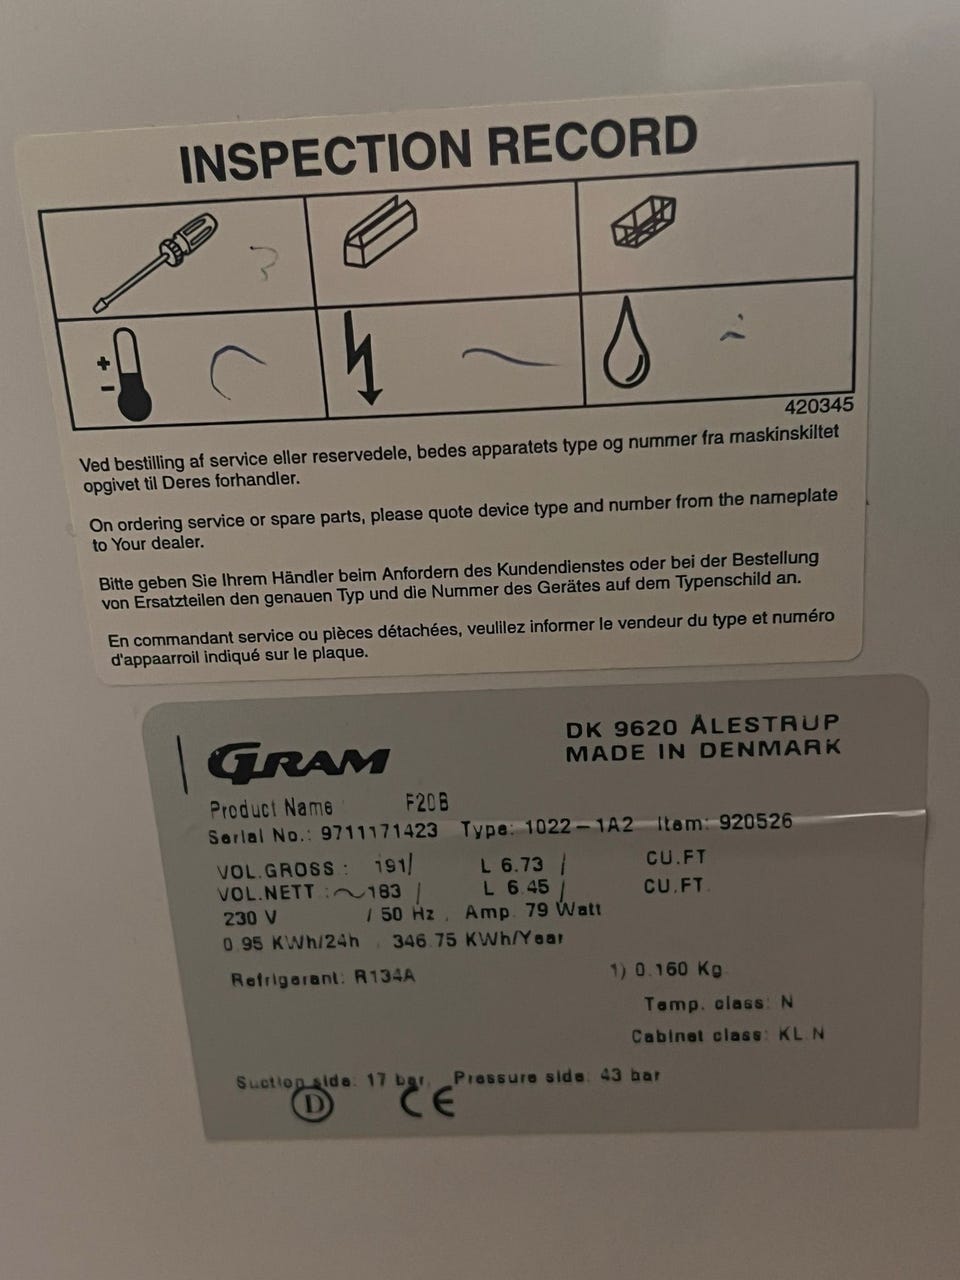 INSPECTION RECORD
3
+
-
420345
Ved bestilling af service eller reservedele, bedes apparatets type og nummer fra maskinskiltet
opgivet til Deres forhandler.
On ordering service or spare parts, please quote device type and number from the nameplate
to Your dealer.
Bitte geben Sie Ihrem Händler beim Anfordern des Kundendienstes oder bei der Bestellung
von Ersatzteilen den genauen Typ und die Nummer des Gerätes auf dem Typenschild an.
En commandant service ou pièces détachées, veulilez informer le vendeur du type et numéro
d'appaarroil indiqué sur le plaque.
GRAM
DK 9620 ÅLESTRUP
MADE IN DENMARK
Product Name F20B
Serial No.: 9711171423 Type: 1022-1A2 Item: 920526
VOL.GROSS : 191/ L 6.73 / CU.FT
VOL.NETT :~183 / L 6.45 / CU.FT.
230 V / 50 Hz , Amp. 79 Watt
0.95 KWh/24h , 346.75 KWh/Year
Refrigerant: R134A 1) 0.160 Kg.
Temp. class: N
Cabinet class: KL.N
Suction side: 17 bar, Pressure side: 43 bar
D CE